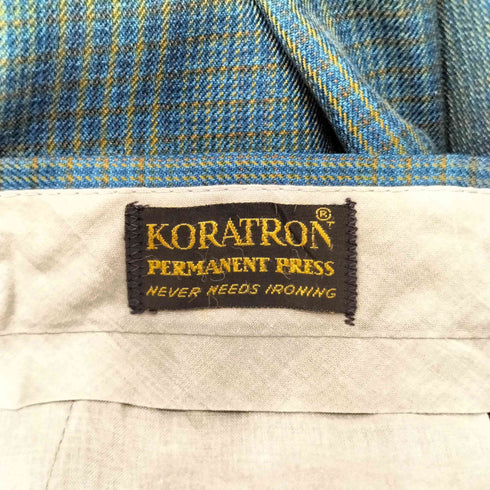 KORATRON®
PERMANENT PRESS
NEVER NEEDS IRONING